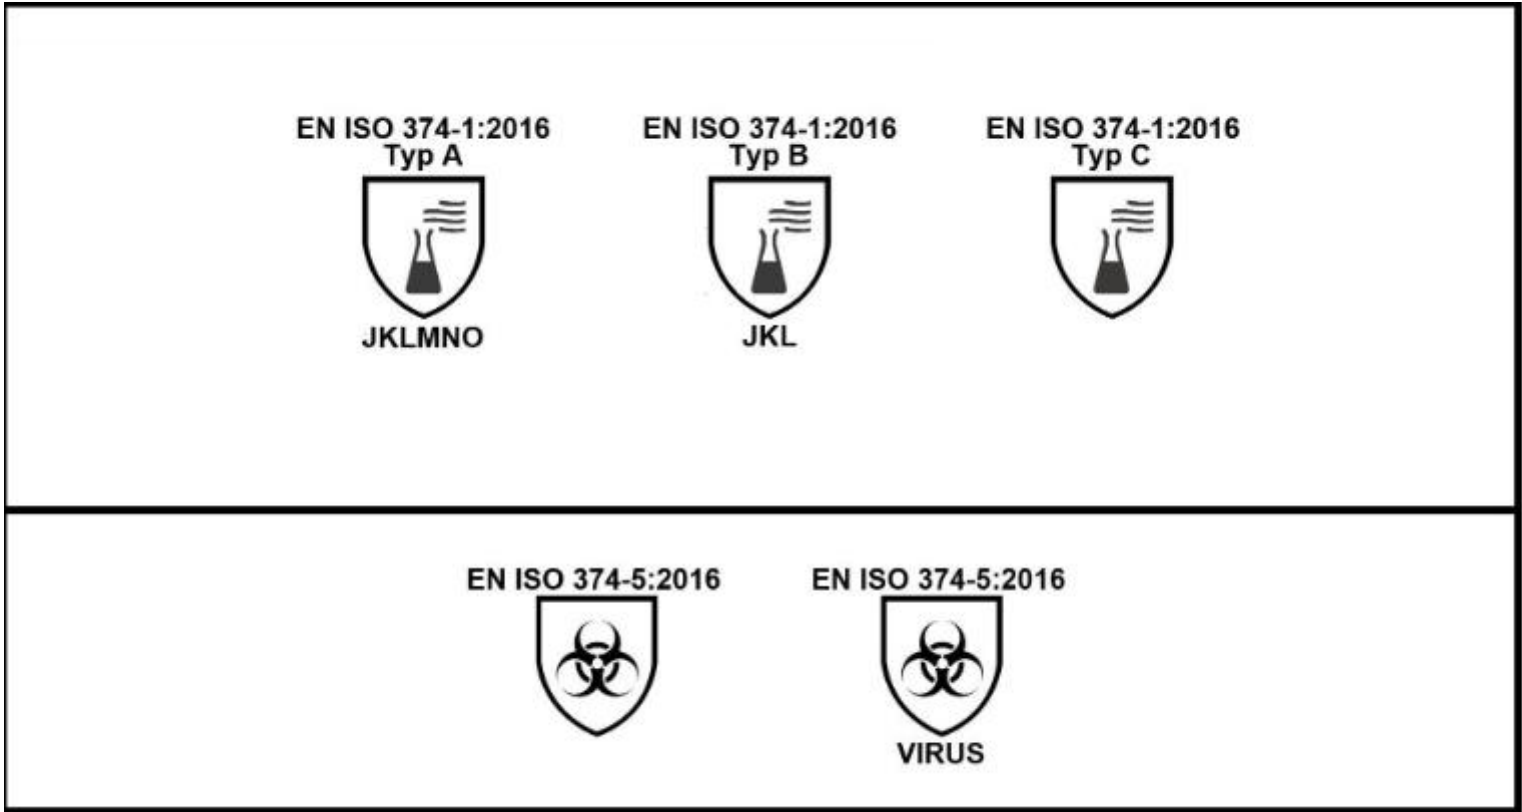 EN ISO 374-1:2016
Typ A
JKLMNO
EN ISO 374-1:2016
Typ B
JKL
EN ISO 374-1:2016
Typ C
EN ISO 374-5:2016
EN ISO 374-5:2016
VIRUS